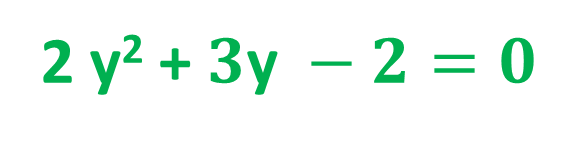 2 y² + 3y − 2 = 0